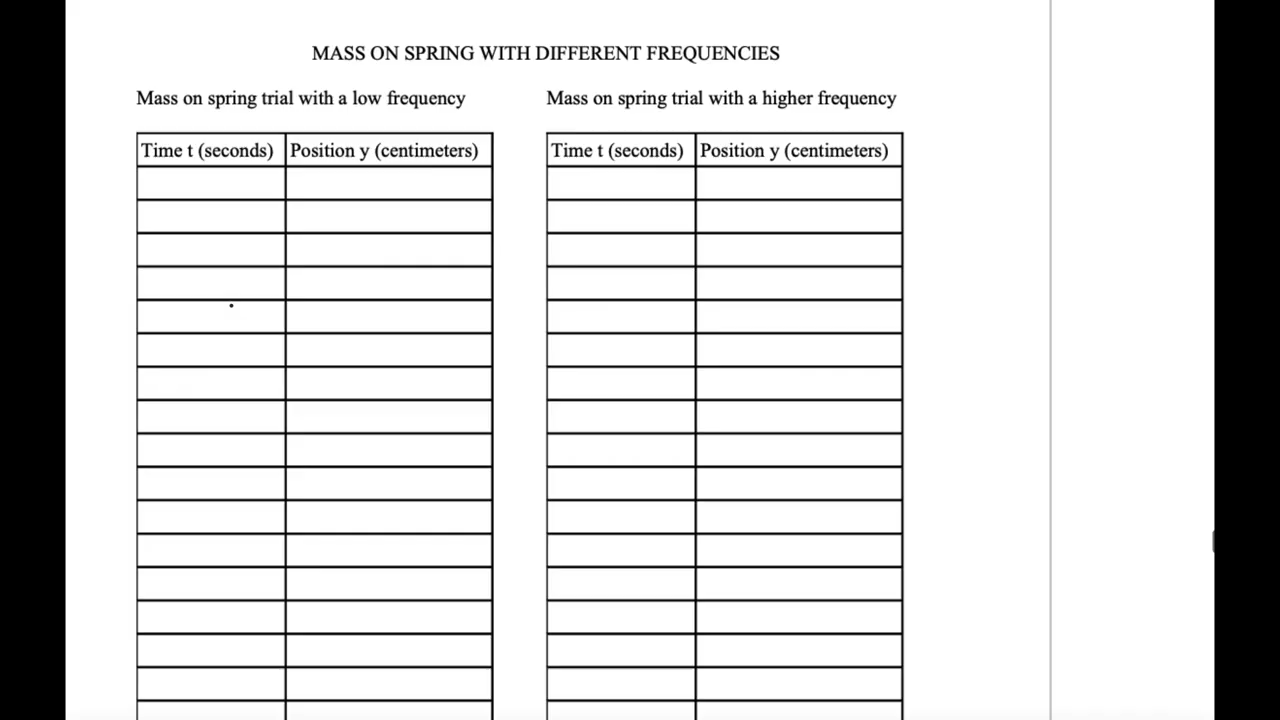 MASS ON SPRING WITH DIFFERENT FREQUENCIES
Mass on spring trial with a low frequency
Mass on spring trial with a higher frequency
Time t (seconds) Position y (centimeters)
Time t (seconds) Position y (centimeters)